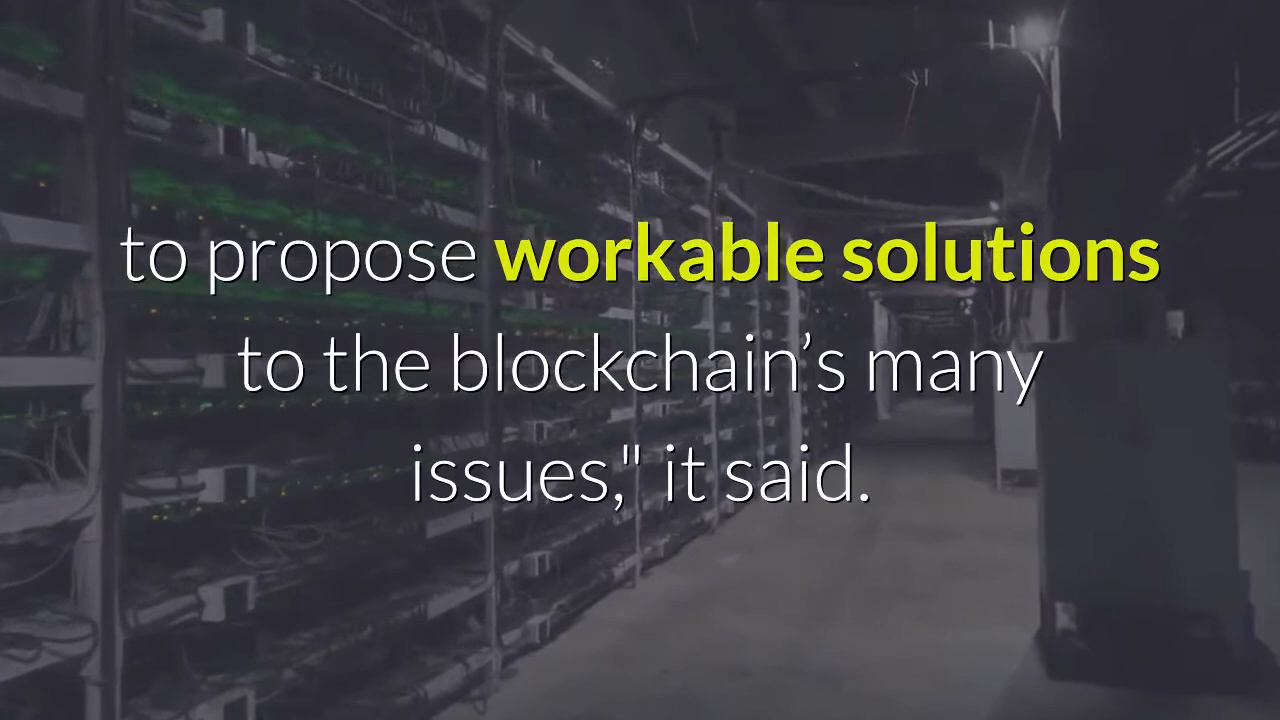 to propose workable solutions
to the blockchain’s many
issues," it said.